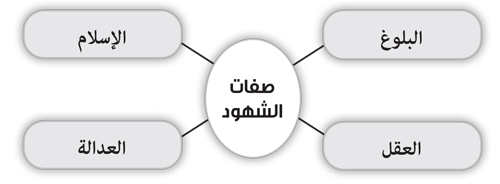 صفات
الشهود
البلوغ
الإسلام
العقل
العدالة